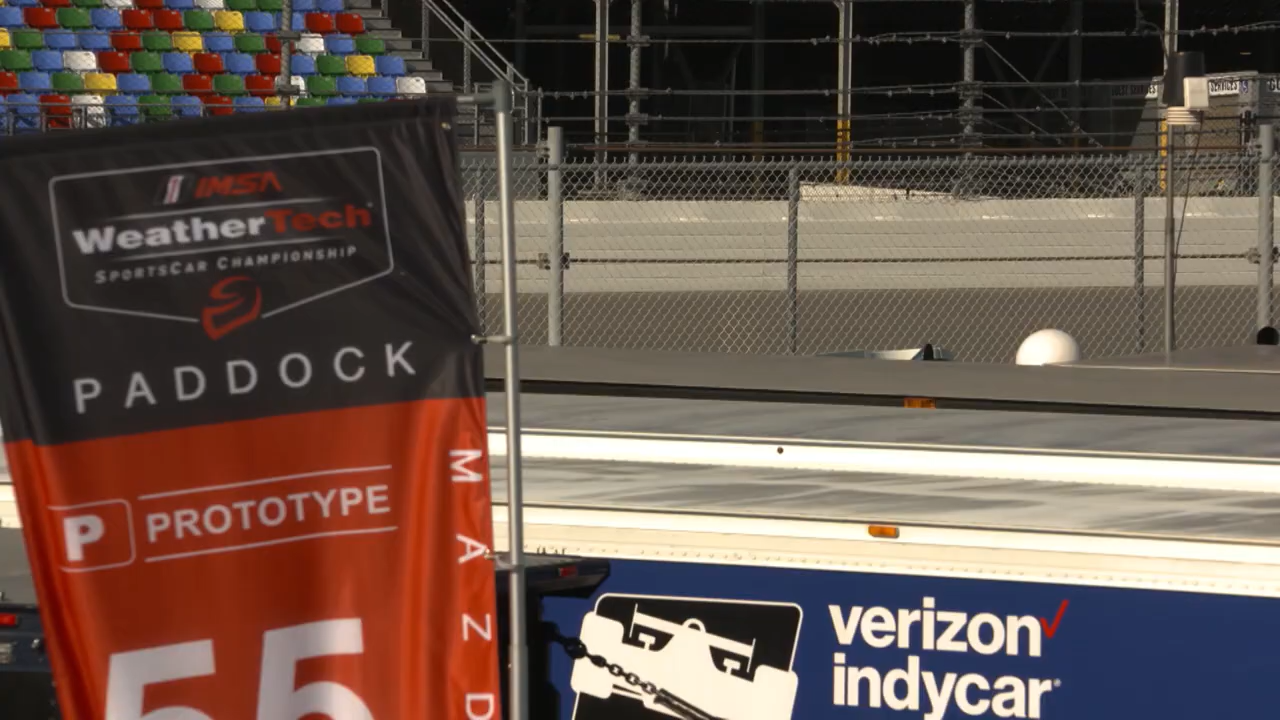 IMSA
WeatherTech
SPORTSCAR CHAMPIONSHIP
PADDOCK
P PROTOTYPE
55
MAZD
verizon
indycar